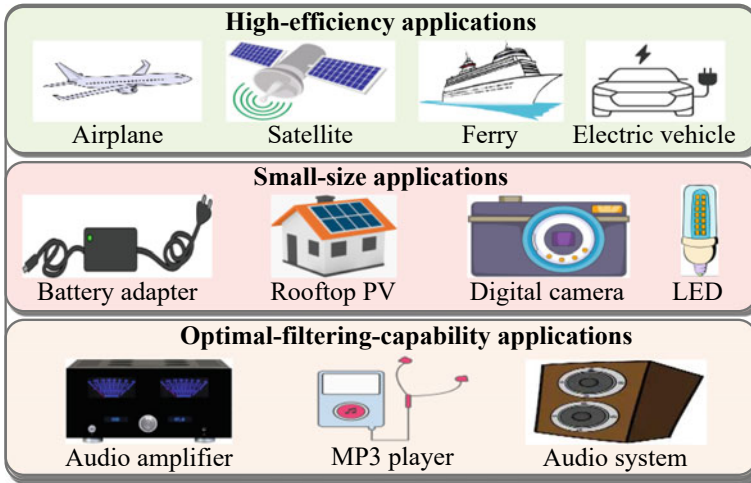 High-efficiency applications
Airplane Satellite Ferry Electric vehicle
Small-size applications
Battery adapter Rooftop PV Digital camera LED
Optimal-filtering-capability applications
Audio amplifier MP3 player Audio system